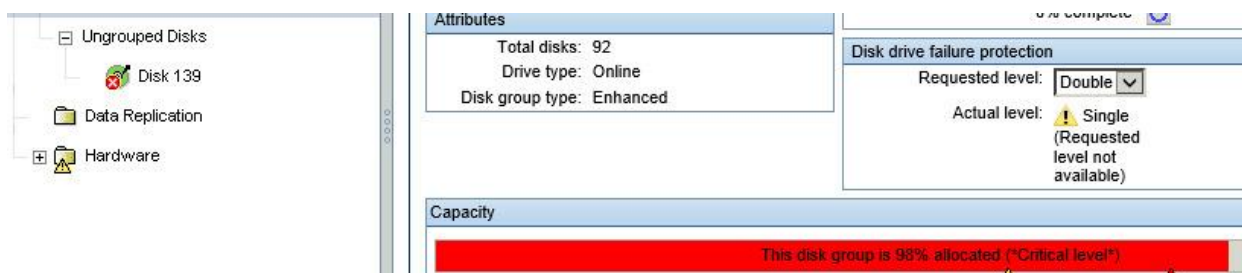 Ungrouped Disks
Disk 139
Data Replication
Hardware
Attributes
Total disks: 92
Drive type: Online
Disk group type: Enhanced
0% complete
Disk drive failure protection
Requested level: Double
Actual level: Single
(Requested
level not
available)
Capacity
This disk group is 98% allocated (*Critical level*)